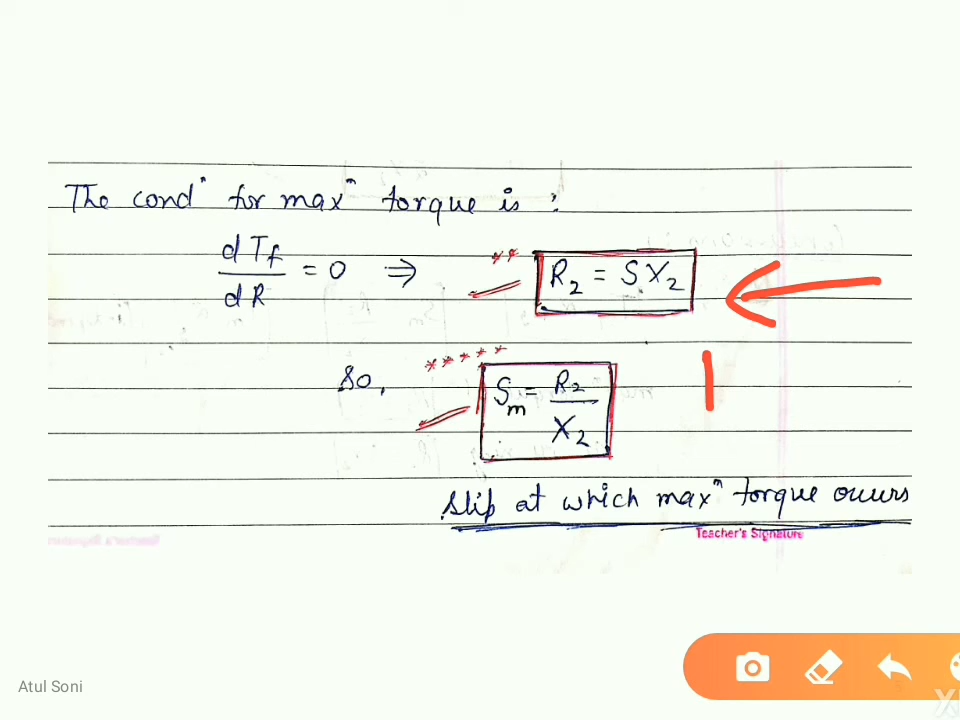 The condⁿ for maxᵐ torque is :
dTf/dR = 0 ⇒ ** R₂ = SX₂
***** 
So, Sm = R₂/X₂
slip at which maxᵐ torque occurs
Teacher's Signature
Atul Soni